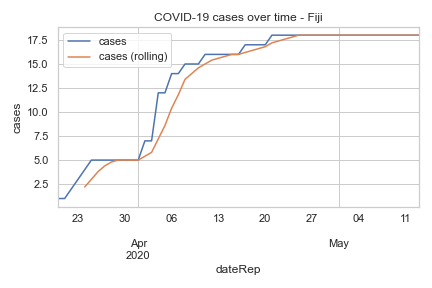 COVID-19 cases over time - Fiji
cases
cases (rolling)
17.5
15.0
12.5
10.0
7.5
5.0
2.5
cases
23 30 06 13 20 27 04 11
Apr May
2020
dateRep